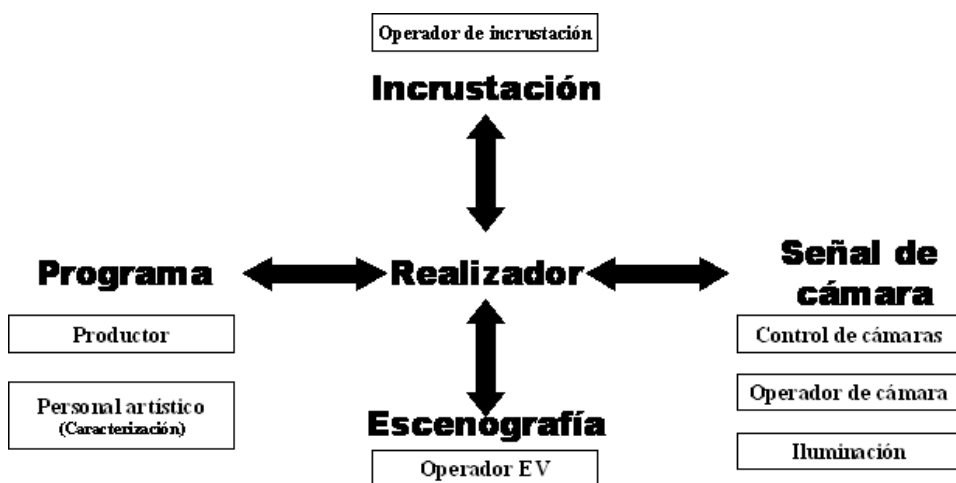 Operador de incrustación
Incrustación
Programa
Realizador
Señal de
cámara
Productor
Control de cámaras
Personal artístico
(Caracterización)
Operador de cámara
Escenografía
Operador EV
Iluminación